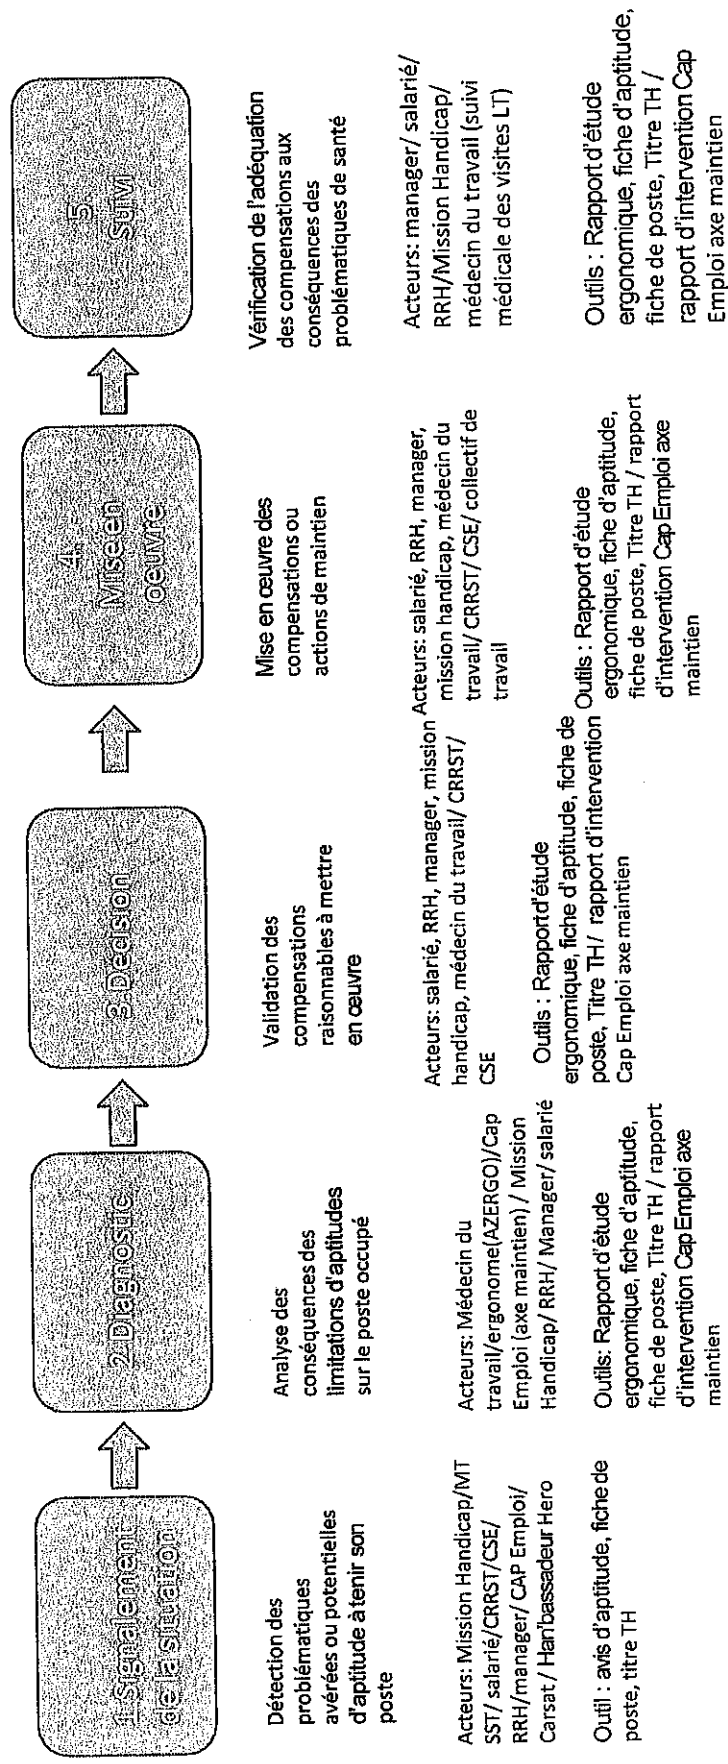 1 Signalement
de la situation
Détection des
problématiques
avérées ou potentielles
d'aptitude à tenir son
poste
Acteurs: Mission Handicap/MT
SST/ salarié/CRRST/CSE/
RRH/manager/ CAP Emploi/
Carsat / Han'bassadeur Hero
Outil : avis d'aptitude, fiche de
poste, titre TH
2 Diagnostic
Analyse des
conséquences des
limitations d'aptitudes
sur le poste occupé
Acteurs: Médecin du
travail/ergonome(AZERGO)/Cap
Emploi (axe maintien) / Mission
Handicap/ RRH/ Manager/ salarié
Outils: Rapport d'étude
ergonomique, fiche d'aptitude,
fiche de poste, Titre TH / rapport
d'intervention Cap Emploi axe
maintien
3 Décision
Validation des
compensations
raisonnables à mettre
en œuvre
Acteurs: salarié, RRH, manager, mission
handicap, médecin du travail/ CRRST/
CSE
Outils : Rapport d'étude
ergonomique, fiche d'aptitude, fiche de
poste, Titre TH/ rapport d'intervention
Cap Emploi axe maintien
4.
Mise en
oeuvre
Mise en œuvre des
compensations ou
actions de maintien
Acteurs: salarié, RRH, manager,
mission handicap, médecin du
travail/ CRRST/ CSE/ collectif de
travail
Outils : Rapport d'étude
ergonomique, fiche d'aptitude,
fiche de poste, Titre TH / rapport
d'intervention Cap Emploi axe
maintien
5.
suivi
Vérification de l'adéquation
des compensations aux
conséquences des
problématiques de santé
Acteurs: manager/ salarié/
RRH/Mission Handicap/
médecin du travail (suivi
médicale des visites LT)
Outils : Rapport d'étude
ergonomique, fiche d'aptitude,
fiche de poste, Titre TH /
rapport d'intervention Cap
Emploi axe maintien